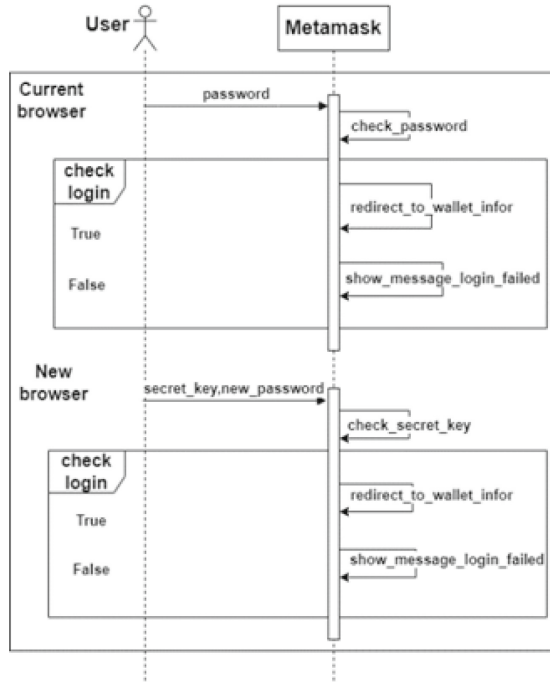 User
Metamask
Current
browser
password
check_password
check
login
redirect_to_wallet_infor
True
show_message_login_failed
False
New
browser
secret_key,new_password
check_secret_key
check
login
redirect_to_wallet_infor
True
show_message_login_failed
False